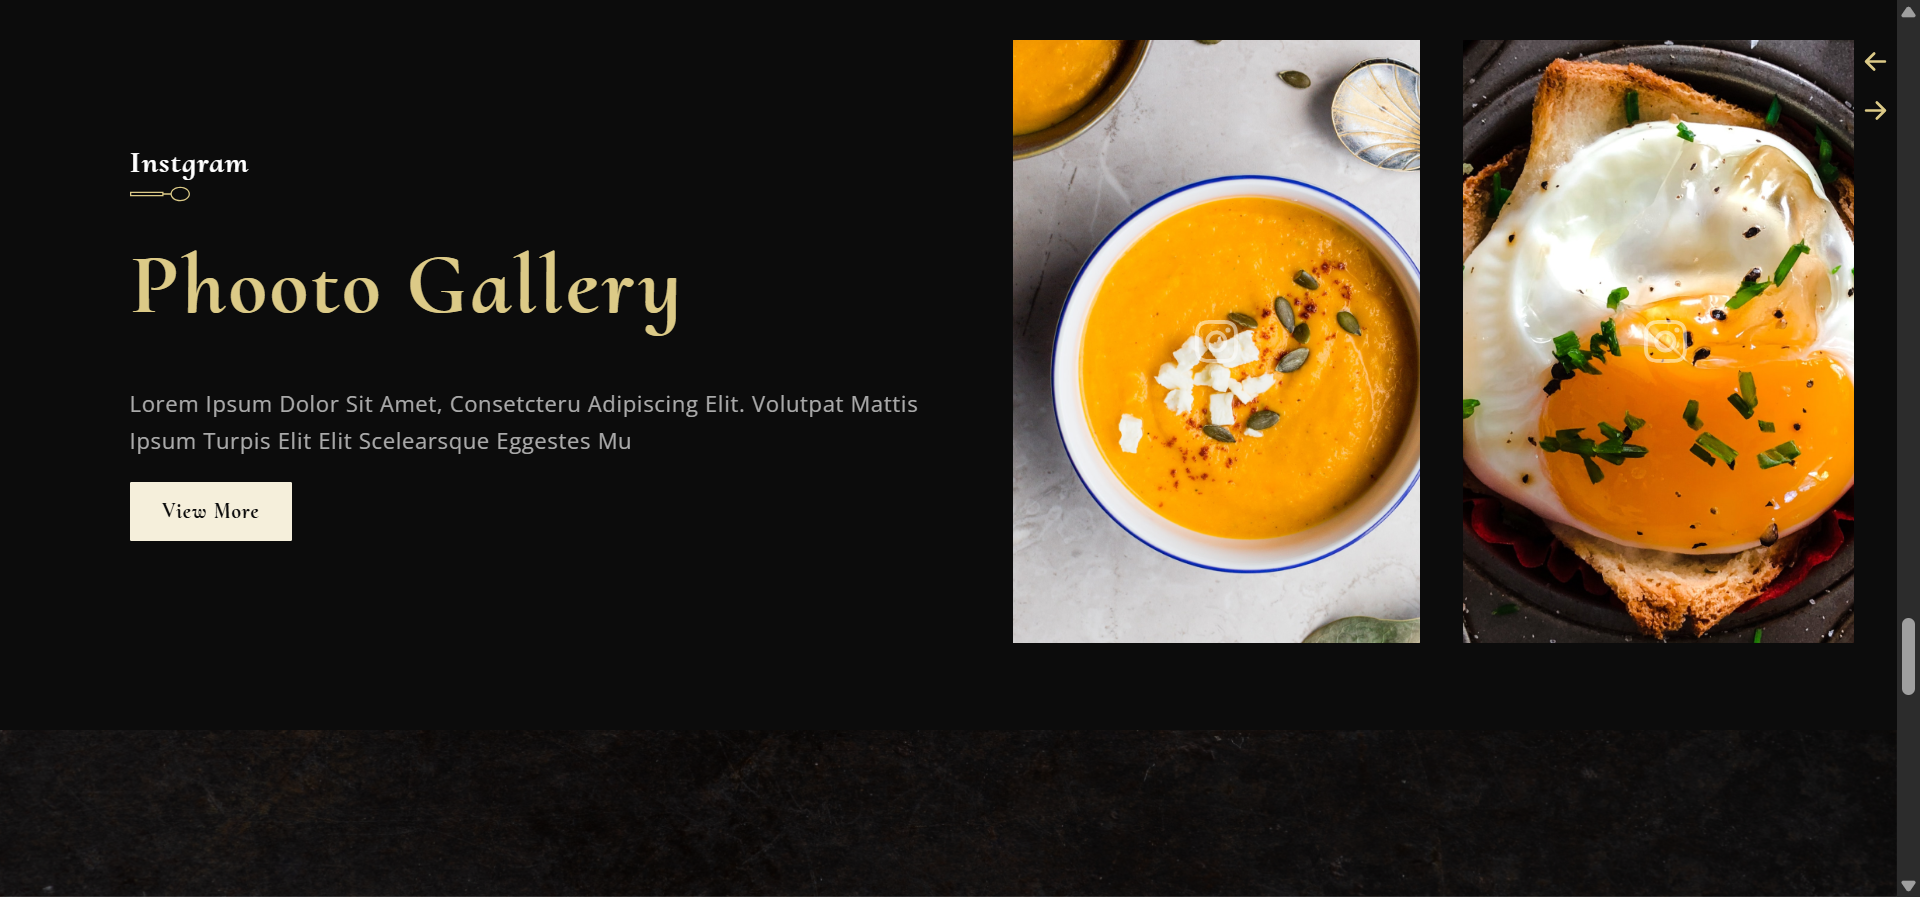 Instgram
Phooto Gallery
Lorem Ipsum Dolor Sit Amet, Consetcteru Adipiscing Elit. Volutpat Mattis
Ipsum Turpis Elit Elit Scelearsque Eggestes Mu
View More